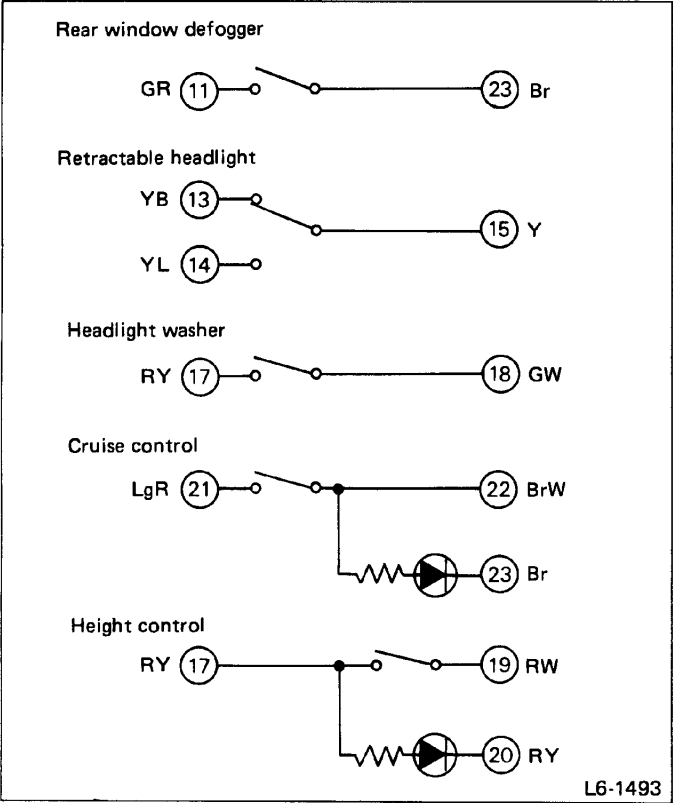 Rear window defogger
GR 11 23 Br
Retractable headlight
YB 13
15 Y
YL 14
Headlight washer
RY 17 18 GW
Cruise control
LgR 21 22 BrW
23 Br
Height control
RY 17 19 RW
20 RY
L6-1493